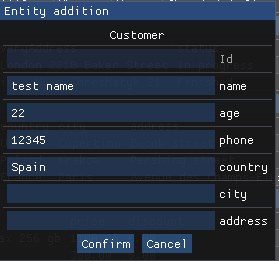 Entity addition
Customer
Id
test name name
22 age
12345 phone
Spain country
city
address
Confirm Cancel